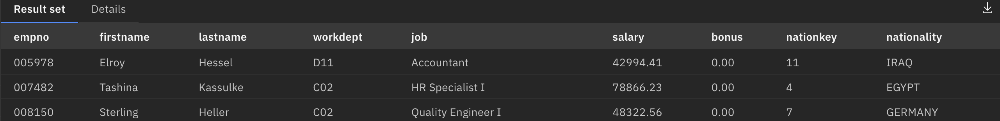 Result set Details
empno firstname lastname workdept job salary bonus nationkey nationality
005978 Elroy Hessel D11 Accountant 42994.41 0.00 11 IRAQ
007482 Tashina Kassulke C02 HR Specialist I 78866.23 0.00 4 EGYPT
008150 Sterling Heller C02 Quality Engineer I 48322.56 0.00 7 GERMANY